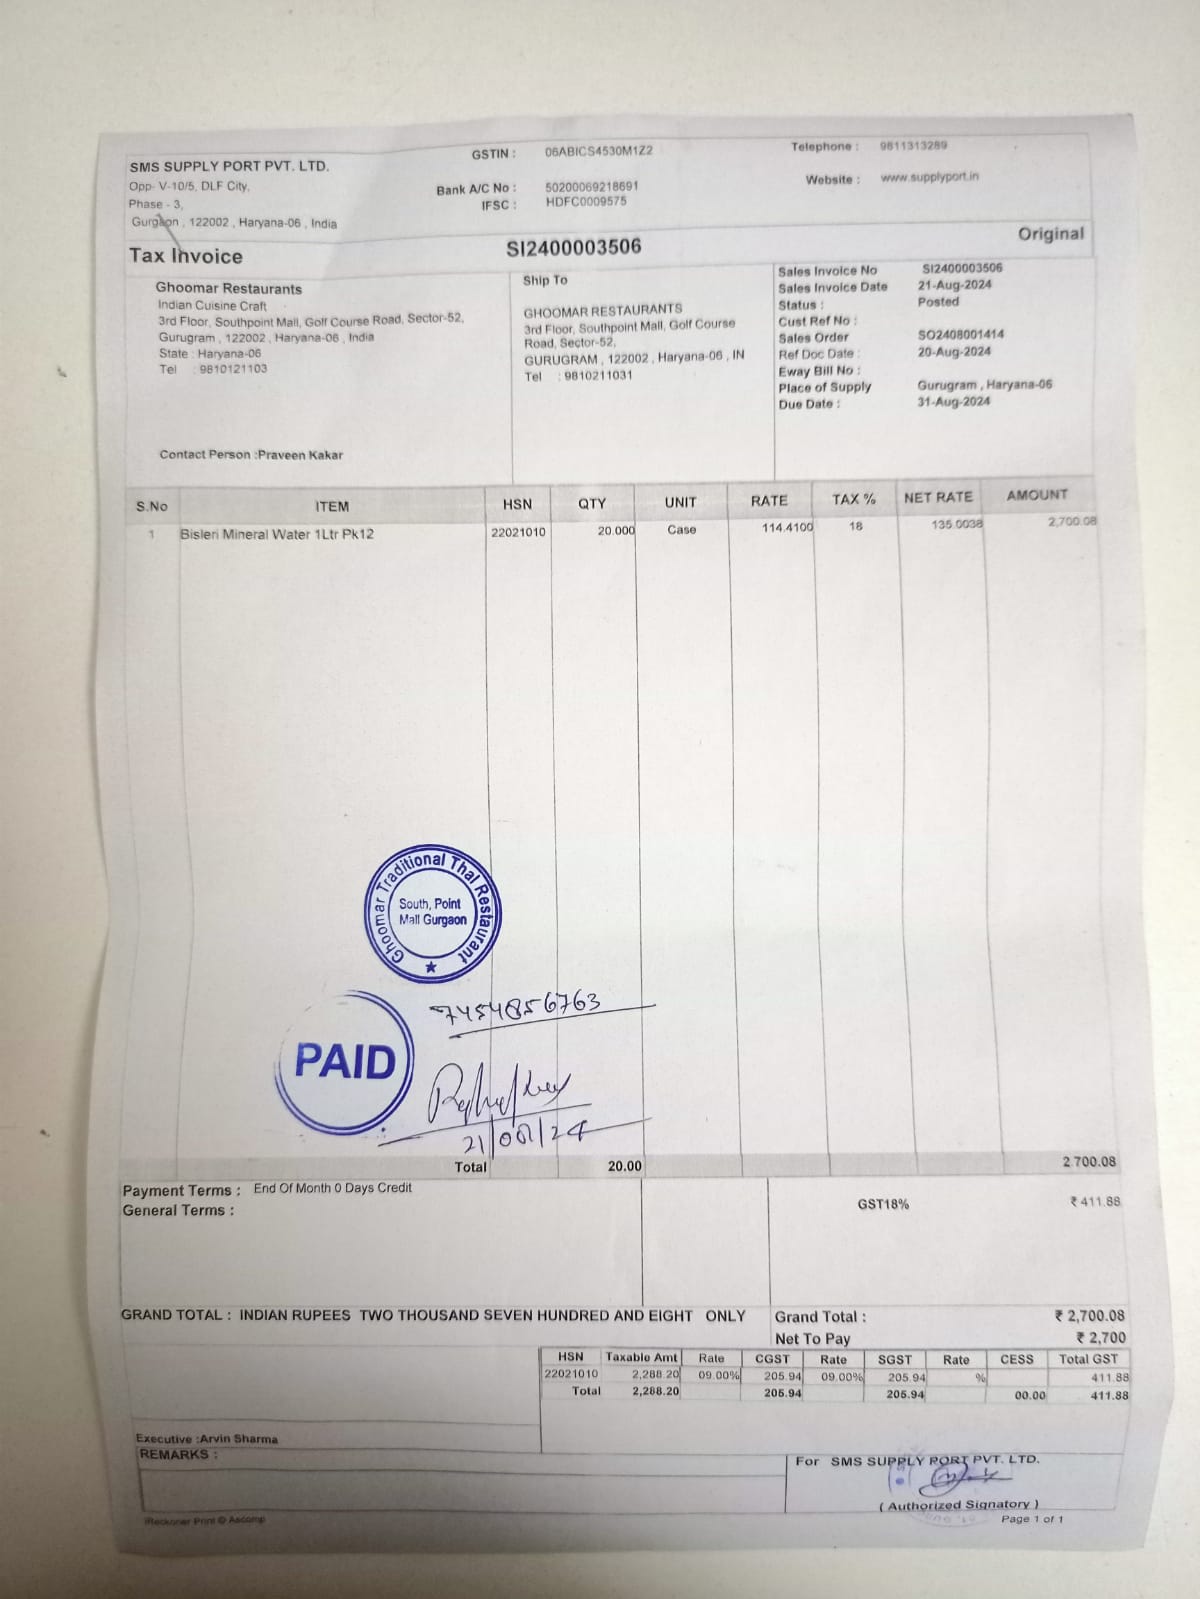 SMS SUPPLY PORT PVT. LTD.
Opp- V-10/5, DLF City,
Phase - 3,
Gurgaon , 122002 , Haryana-06 , India
GSTIN : 06ABICS4530M1Z2
Bank A/C No : 50200069218691
IFSC : HDFC0009575
Telephone : 9811313289
Website : www.supplyport.in
Tax Invoice
SI2400003506
Original
Ghoomar Restaurants
Indian Cuisine Craft
3rd Floor, Southpoint Mall, Golf Course Road, Sector-52,
Gurugram , 122002 , Haryana-06 , India
State : Haryana-06
Tel : 9810121103
Contact Person :Praveen Kakar
Ship To
GHOOMAR RESTAURANTS
3rd Floor, Southpoint Mall, Golf Course
Road, Sector-52,
GURUGRAM , 122002 , Haryana-06 , IN
Tel : 9810211031
Sales Invoice No SI2400003506
Sales Invoice Date 21-Aug-2024
Status : Posted
Cust Ref No :
Sales Order SO2408001414
Ref Doc Date : 20-Aug-2024
Eway Bill No :
Place of Supply Gurugram , Haryana-06
Due Date : 31-Aug-2024
S.No ITEM HSN QTY UNIT RATE TAX % NET RATE AMOUNT
1 Bisleri Mineral Water 1Ltr Pk12 22021010 20.000 Case 114.4100 18 135.0038 2,700.08
Ghoomar Traditional Thal Restaurant
South, Point
Mall Gurgaon
7454856763
PAID
21/08/24
Total 20.00 2 700.08
Payment Terms : End Of Month 0 Days Credit
General Terms :
GST18% ₹ 411.88
GRAND TOTAL : INDIAN RUPEES TWO THOUSAND SEVEN HUNDRED AND EIGHT ONLY
Grand Total : ₹ 2,700.08
Net To Pay ₹ 2,700
HSN Taxable Amt Rate CGST Rate SGST Rate CESS Total GST
22021010 2,288.20 09.00% 205.94 09.00% 205.94 % 411.88
Total 2,288.20 205.94 205.94 00.00 411.88
Executive :Arvin Sharma
REMARKS :
For SMS SUPPLY PORT PVT. LTD.
( Authorized Signatory )
iReckoner Print @ Ascomp
Page 1 of 1